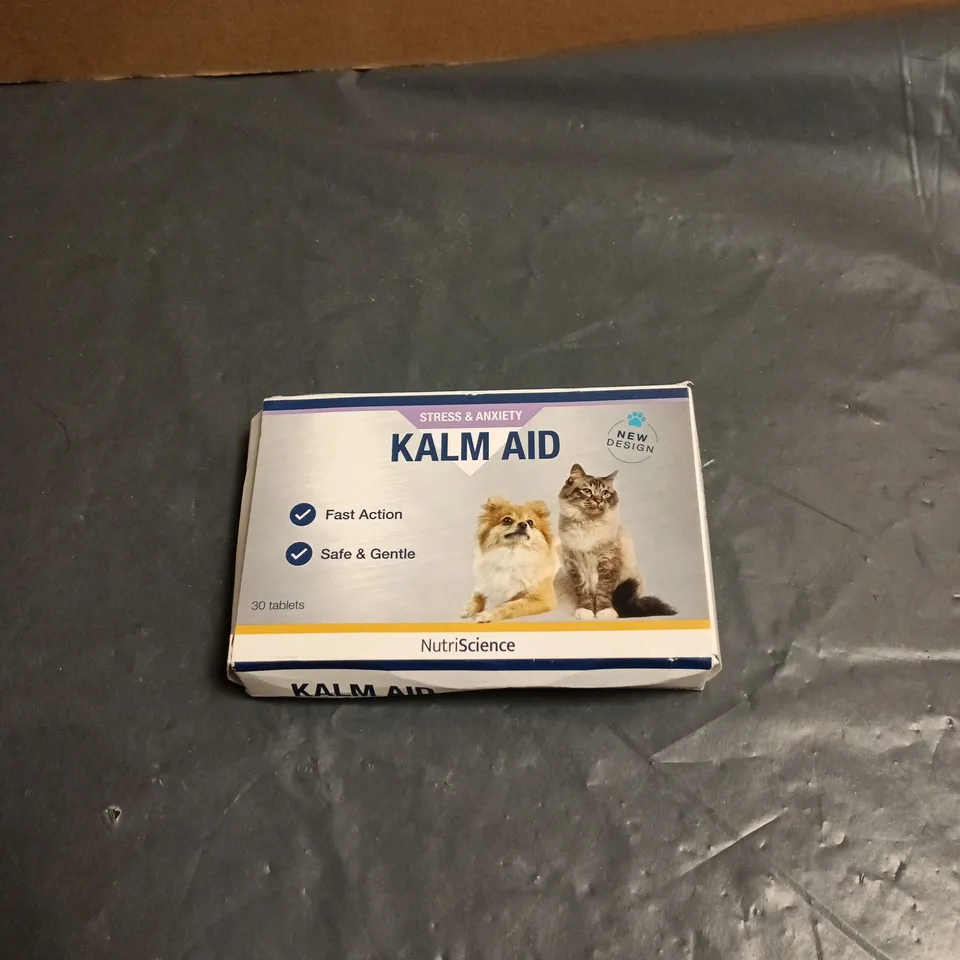 STRESS & ANXIETY
KALM AID
NEW
DESIGN
Fast Action
Safe & Gentle
30 tablets
NutriScience
KALM AID